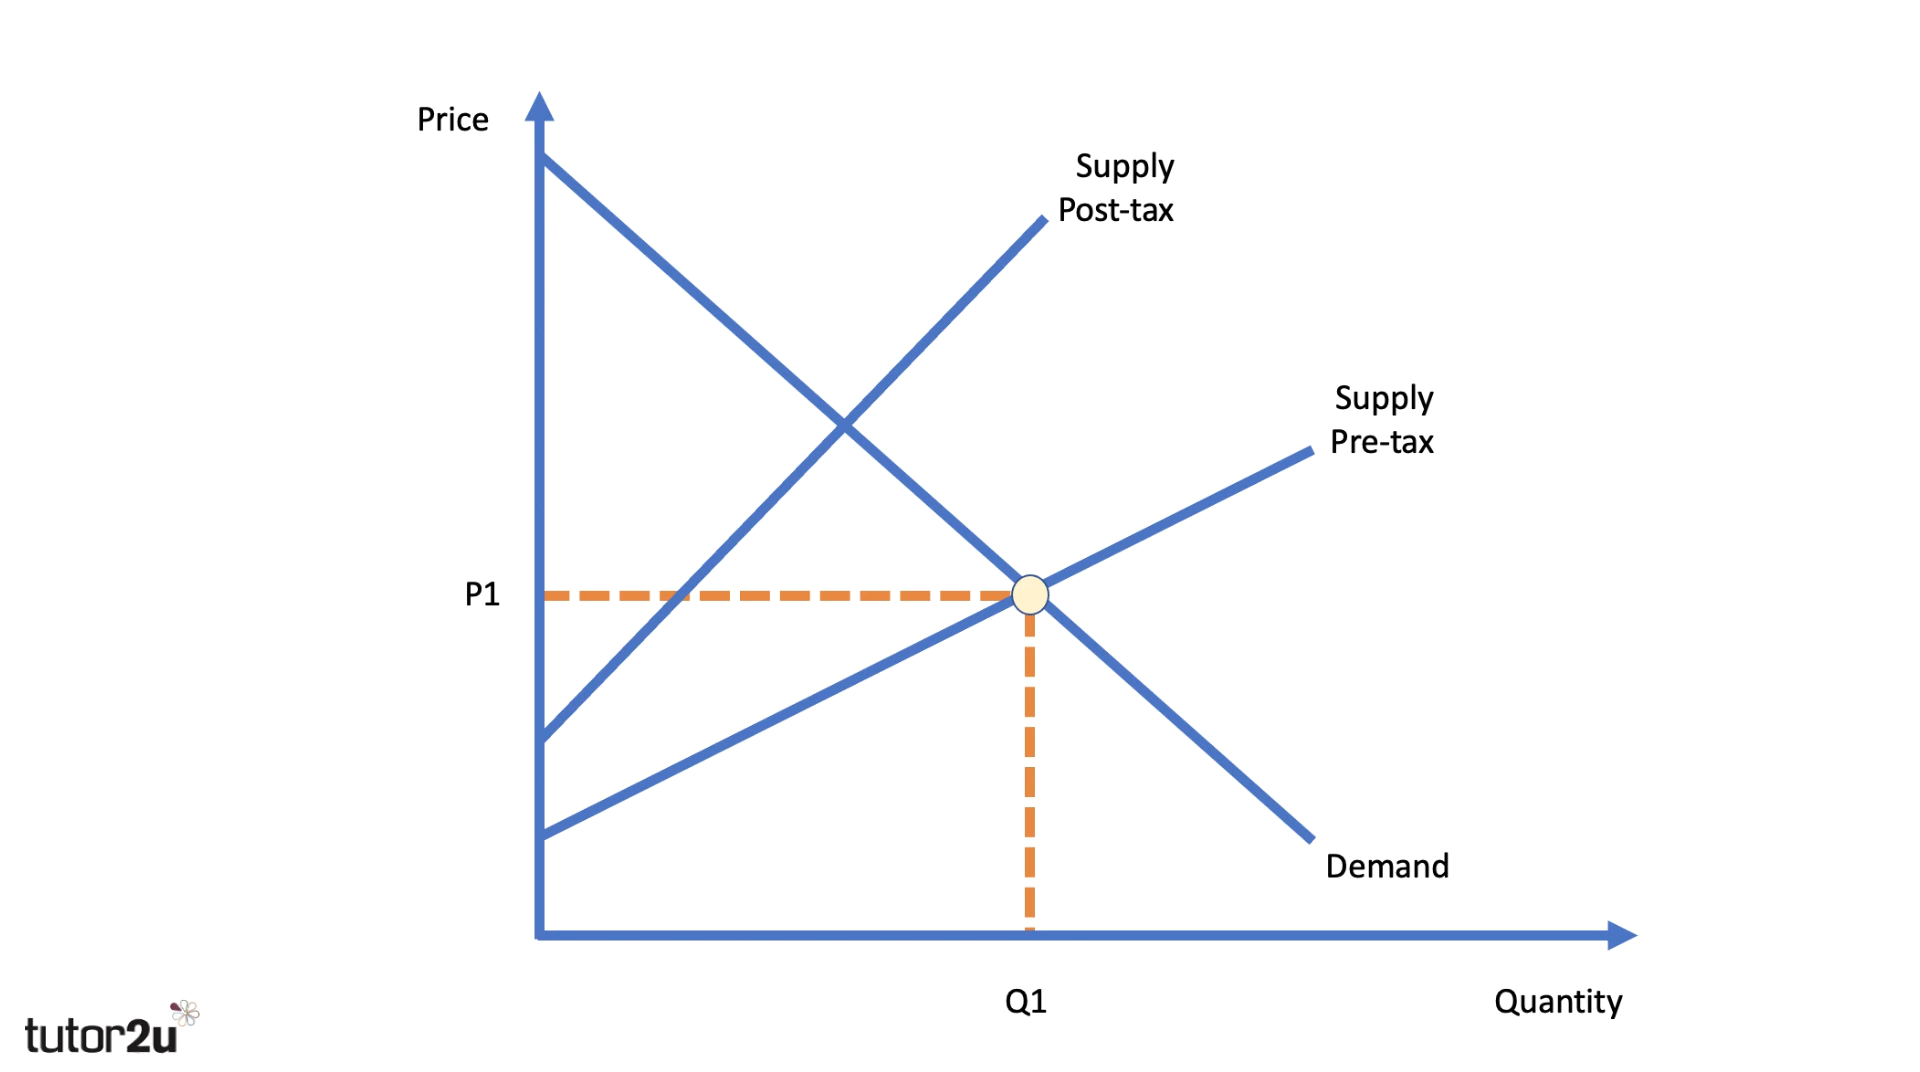 Price
Supply
Post-tax
Supply
Pre-tax
P1
Demand
Q1
Quantity
tutor2u